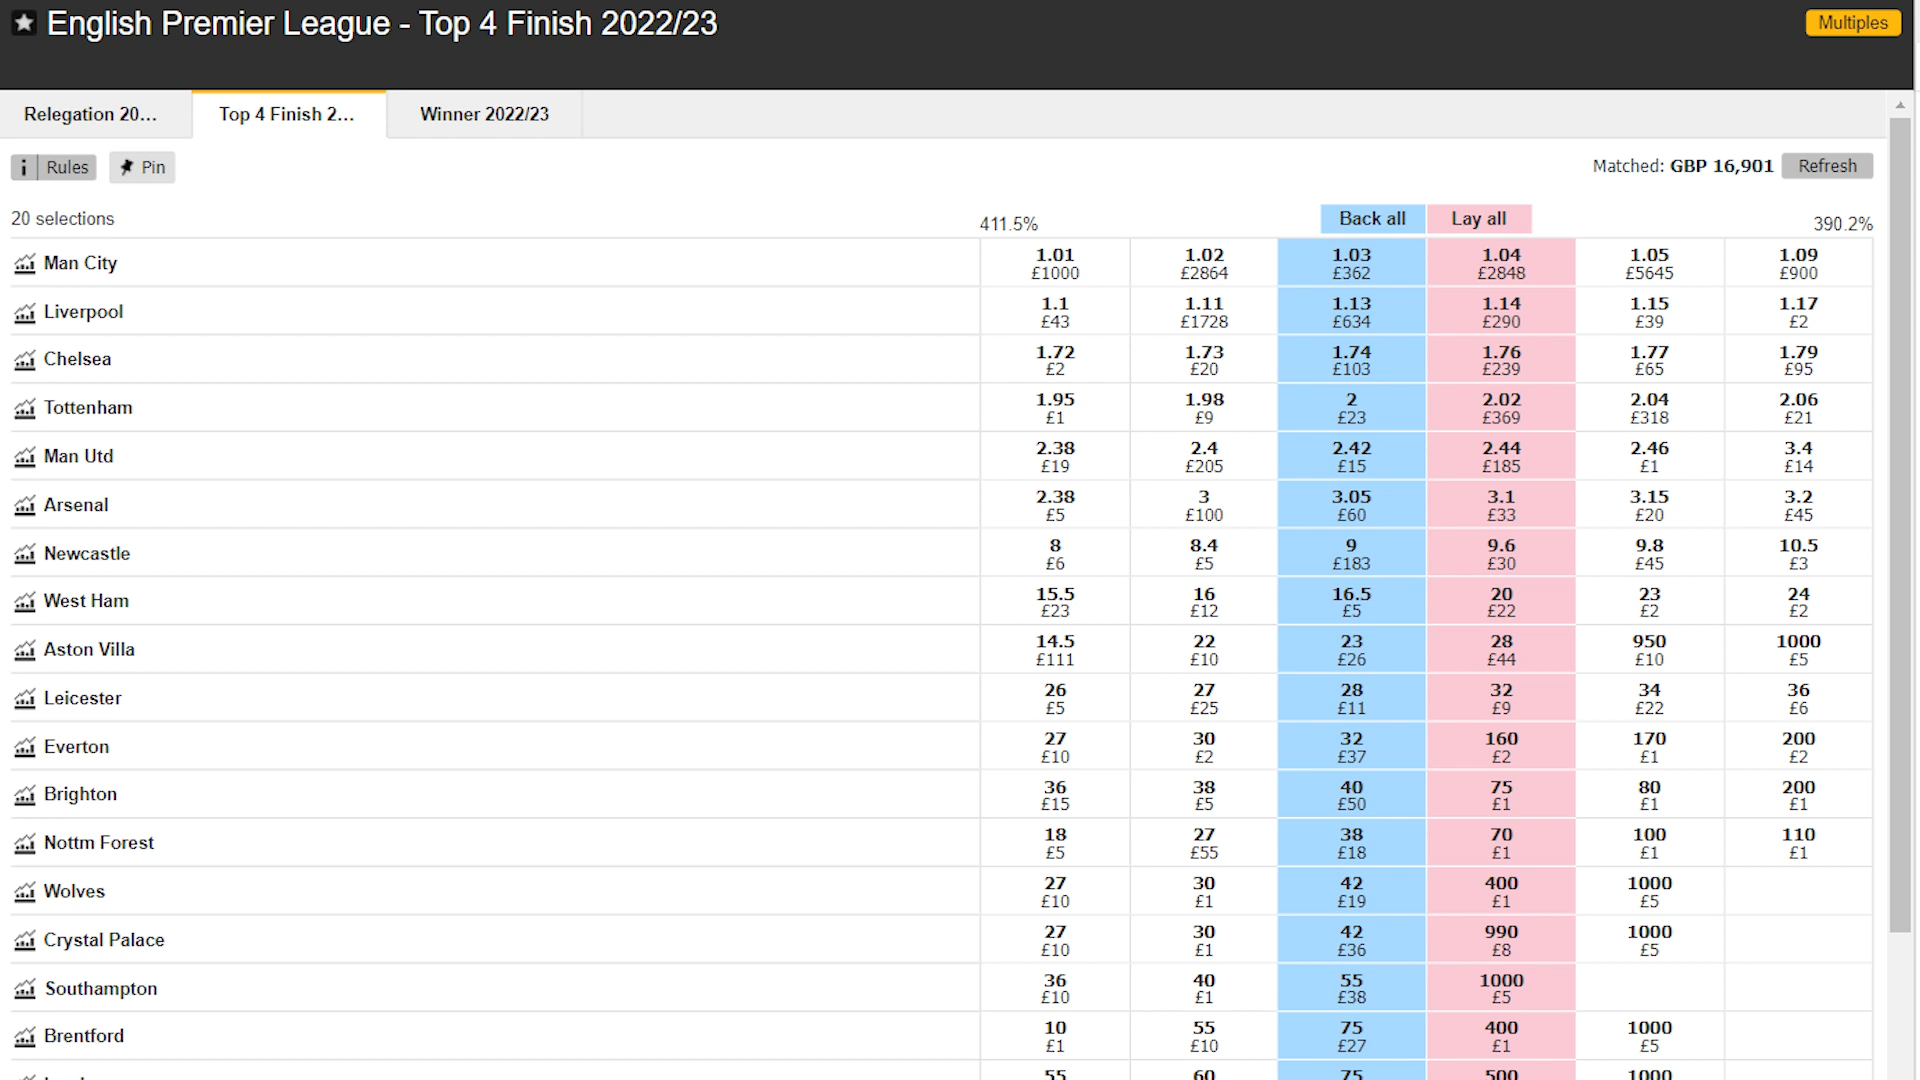 English Premier League - Top 4 Finish 2022/23
Multiples
Relegation 20... Top 4 Finish 2... Winner 2022/23
i Rules Pin Matched: GBP 16,901 Refresh
20 selections 411.5% Back all Lay all 390.2%
Man City 1.01 1.02 1.03 1.04 1.05 1.09
£1000 £2864 £362 £2848 £5645 £900
Liverpool 1.1 1.11 1.13 1.14 1.15 1.17
£43 £1728 £634 £290 £39 £2
Chelsea 1.72 1.73 1.74 1.76 1.77 1.79
£2 £20 £103 £239 £65 £95
Tottenham 1.95 1.98 2 2.02 2.04 2.06
£1 £9 £23 £369 £318 £21
Man Utd 2.38 2.4 2.42 2.44 2.46 3.4
£19 £205 £15 £185 £1 £14
Arsenal 2.38 3 3.05 3.1 3.15 3.2
£5 £100 £60 £33 £20 £45
Newcastle 8 8.4 9 9.6 9.8 10.5
£6 £5 £183 £30 £45 £3
West Ham 15.5 16 16.5 20 23 24
£23 £12 £5 £22 £2 £2
Aston Villa 14.5 22 23 28 950 1000
£111 £10 £26 £44 £10 £5
Leicester 26 27 28 32 34 36
£5 £25 £11 £9 £22 £6
Everton 27 30 32 160 170 200
£10 £2 £37 £2 £1 £2
Brighton 36 38 40 75 80 200
£15 £5 £50 £1 £1 £1
Nottm Forest 18 27 38 70 100 110
£5 £55 £18 £1 £1 £1
Wolves 27 30 42 400 1000
£10 £1 £19 £1 £5
Crystal Palace 27 30 42 990 1000
£10 £1 £36 £8 £5
Southampton 36 40 55 1000
£10 £1 £38 £5
Brentford 10 55 75 400 1000
£1 £10 £27 £1 £5
55 60 75 500 1000